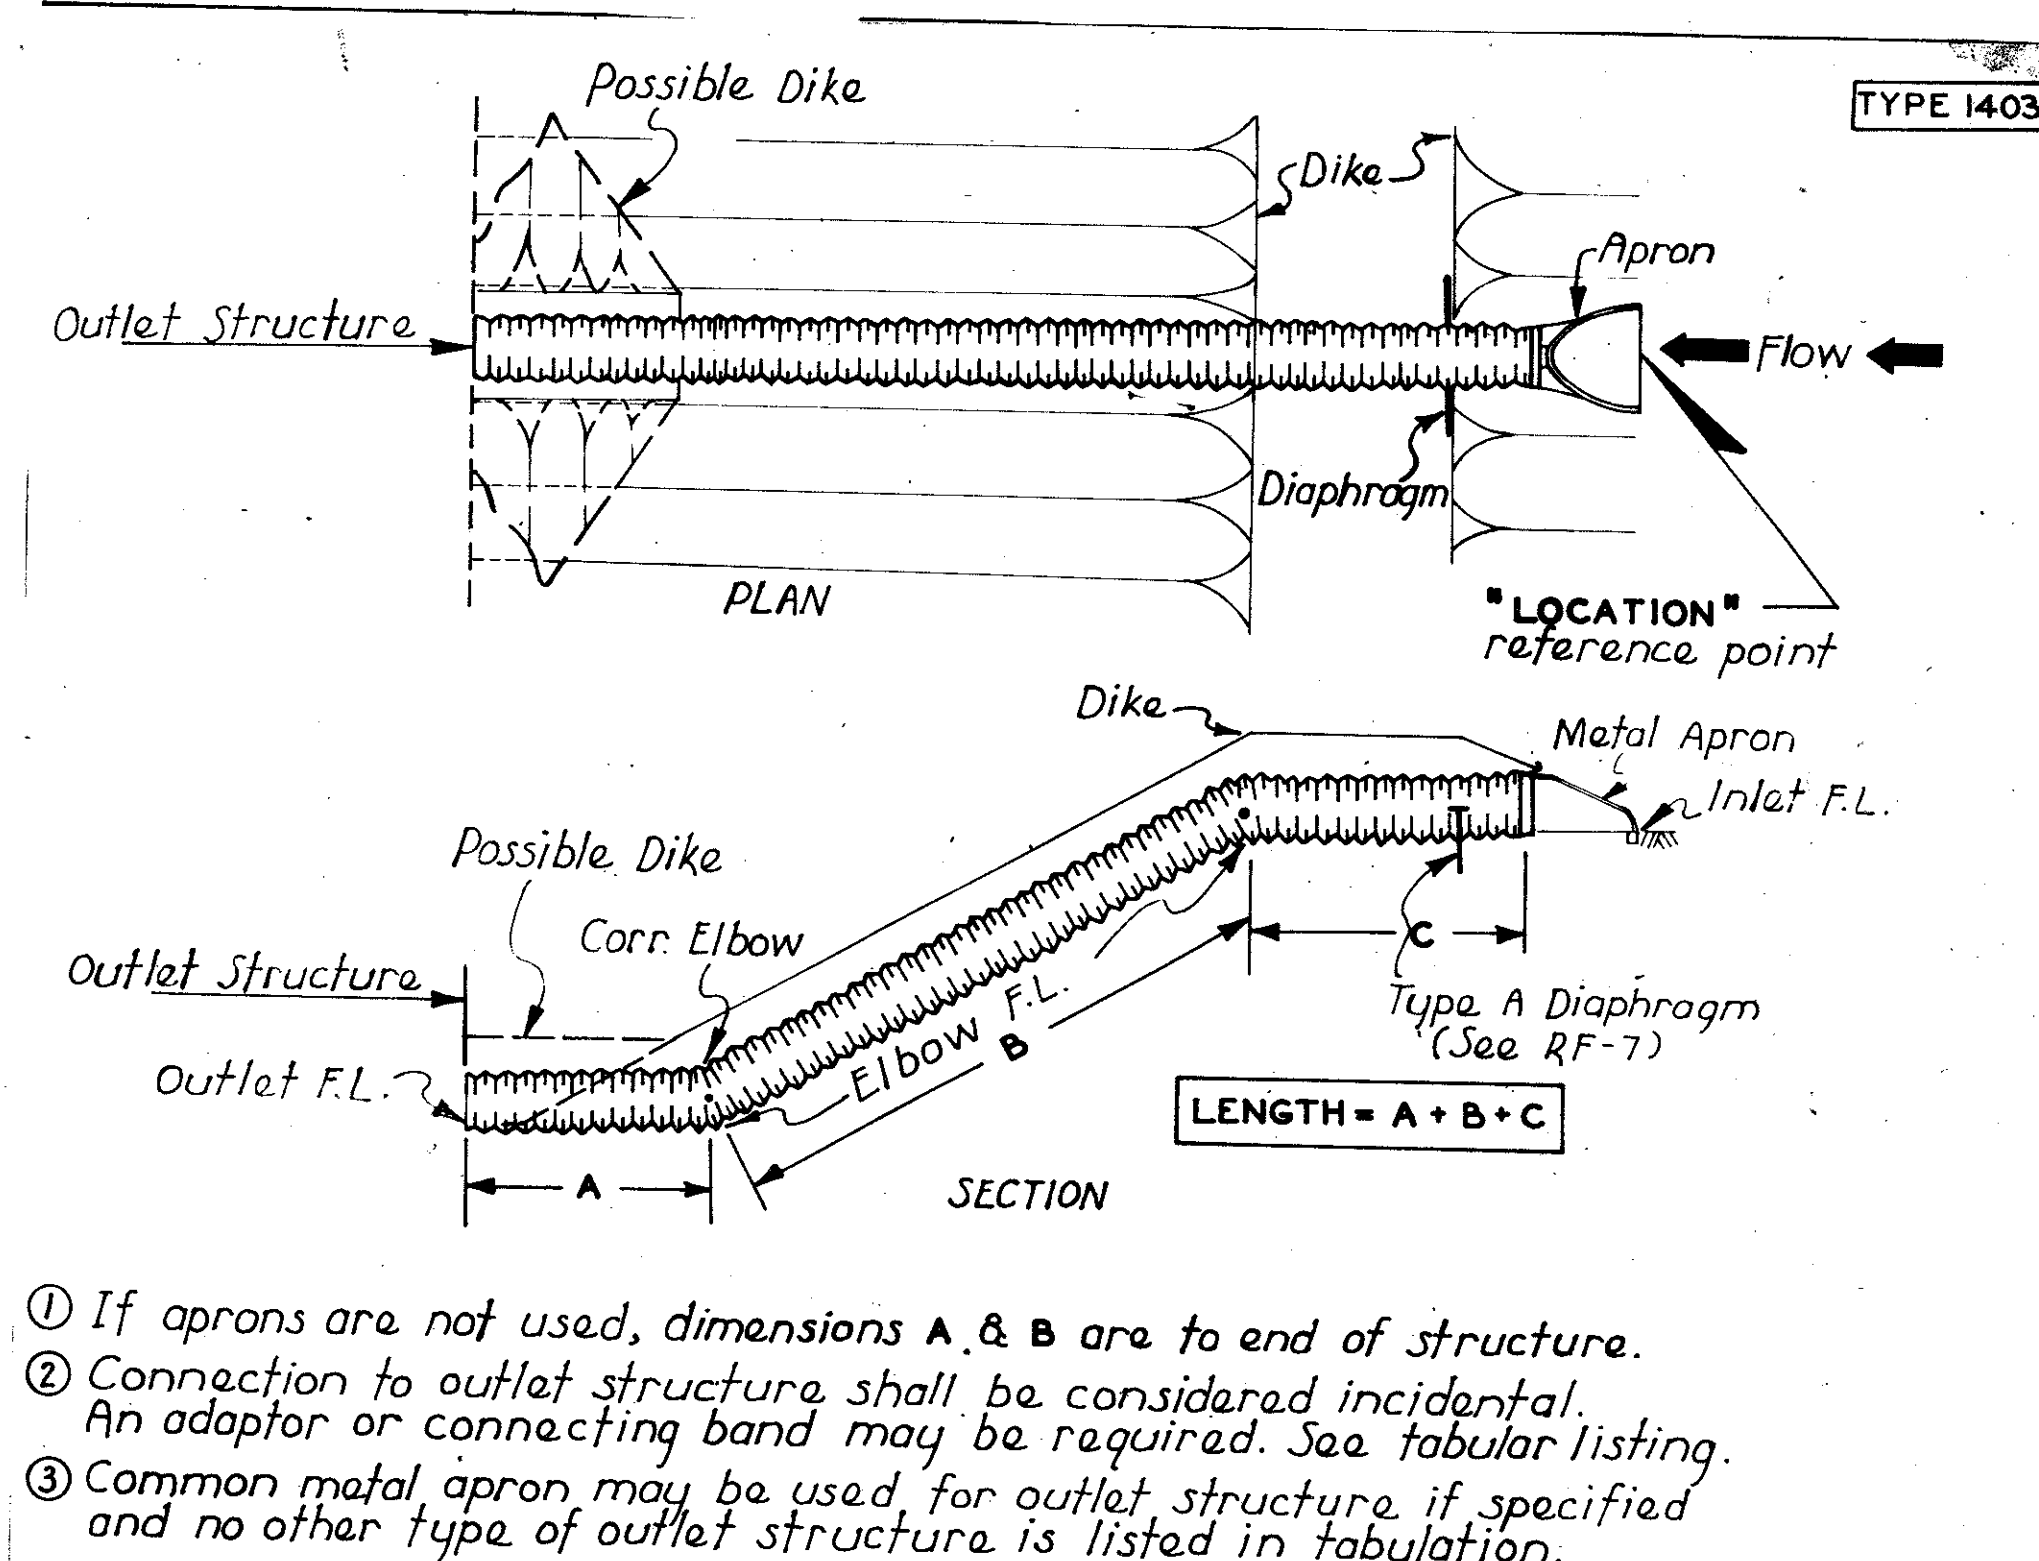 TYPE 1403
Possible Dike
Dike
Apron
Outlet Structure
Flow
Diaphragm
PLAN
"LOCATION"
reference point
Dike
Metal Apron
Inlet F.L.
Possible Dike
Corr. Elbow
Outlet Structure
C
Elbow F.L.
B
Type A Diaphragm
(See RF-7)
Outlet F.L.
LENGTH = A + B + C
A
SECTION
① If aprons are not used, dimensions A & B are to end of structure.
② Connection to outlet structure shall be considered incidental.
An adaptor or connecting band may be required. See tabular listing.
③ Common metal apron may be used for outlet structure if specified
and no other type of outlet structure is listed in tabulation.